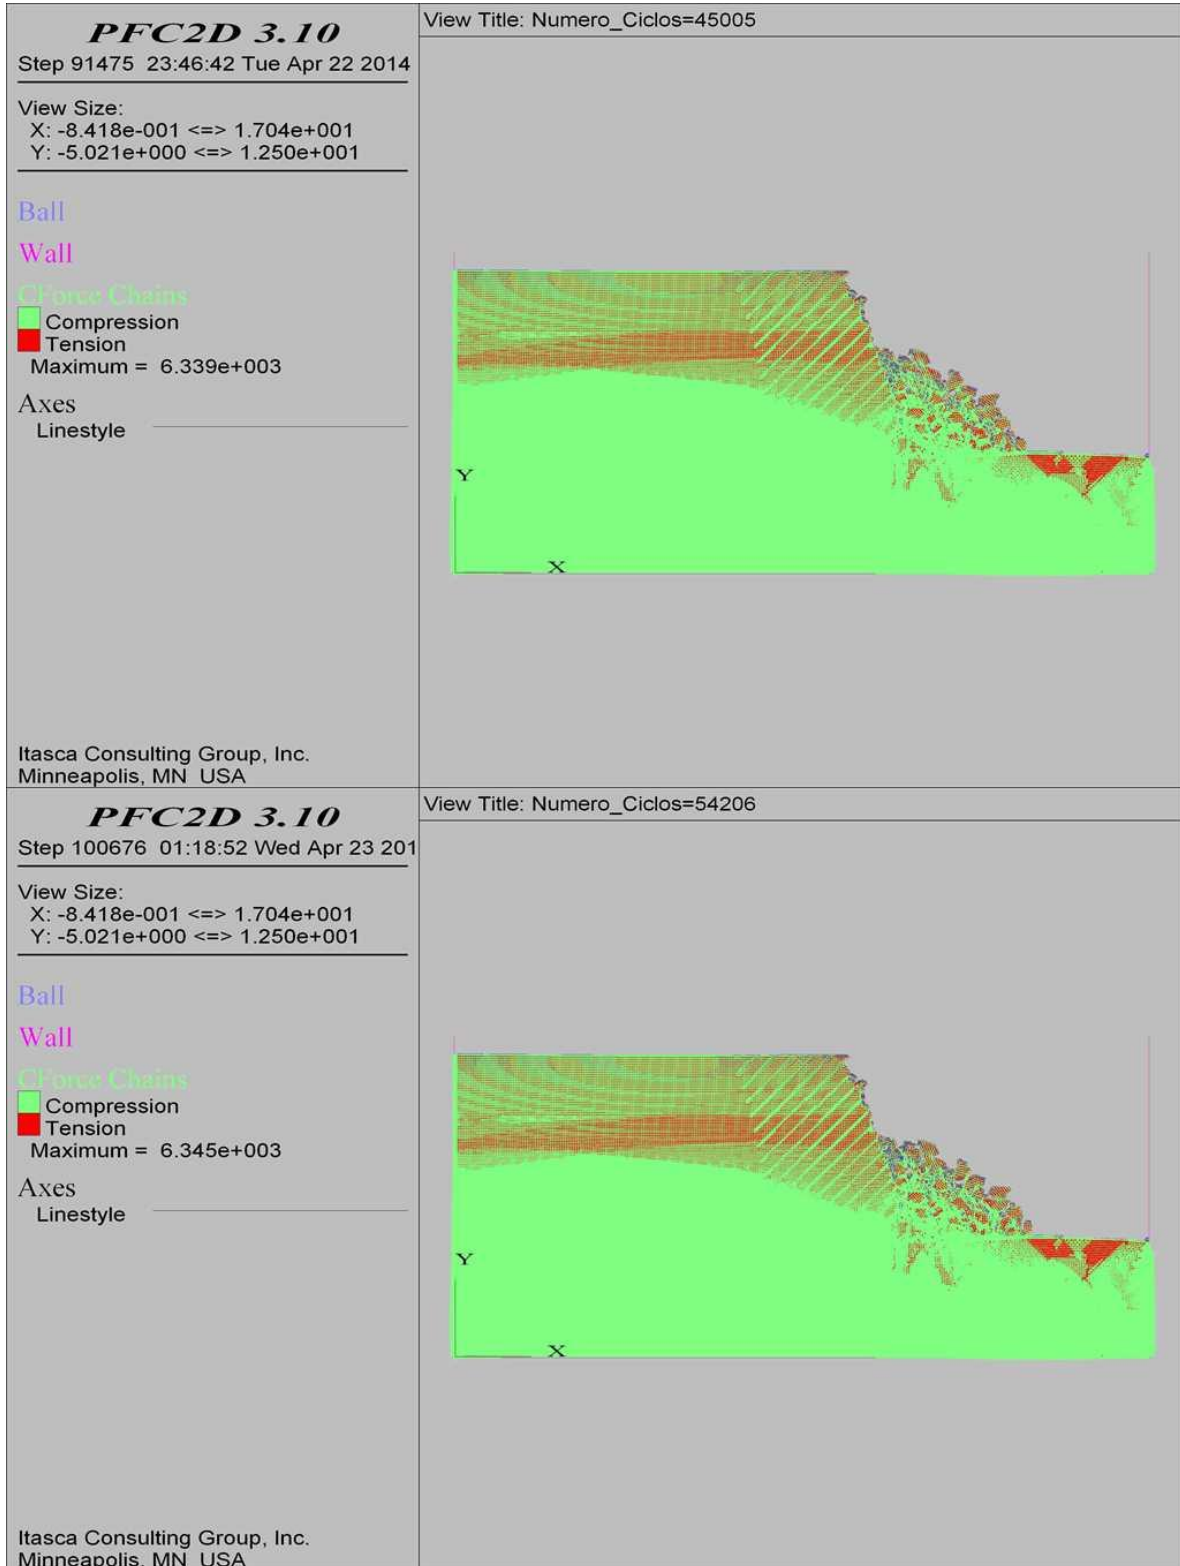 PFC2D 3.10
Step 91475 23:46:42 Tue Apr 22 2014
View Size:
X: -8.418e-001 <=> 1.704e+001
Y: -5.021e+000 <=> 1.250e+001
Ball
Wall
CForce Chains
Compression
Tension
Maximum = 6.339e+003
Axes
Linestyle
Itasca Consulting Group, Inc.
Minneapolis, MN USA
View Title: Numero_Ciclos=45005
Y
X
PFC2D 3.10
Step 100676 01:18:52 Wed Apr 23 201
View Size:
X: -8.418e-001 <=> 1.704e+001
Y: -5.021e+000 <=> 1.250e+001
Ball
Wall
CForce Chains
Compression
Tension
Maximum = 6.345e+003
Axes
Linestyle
Itasca Consulting Group, Inc.
Minneapolis, MN USA
View Title: Numero_Ciclos=54206
Y
X